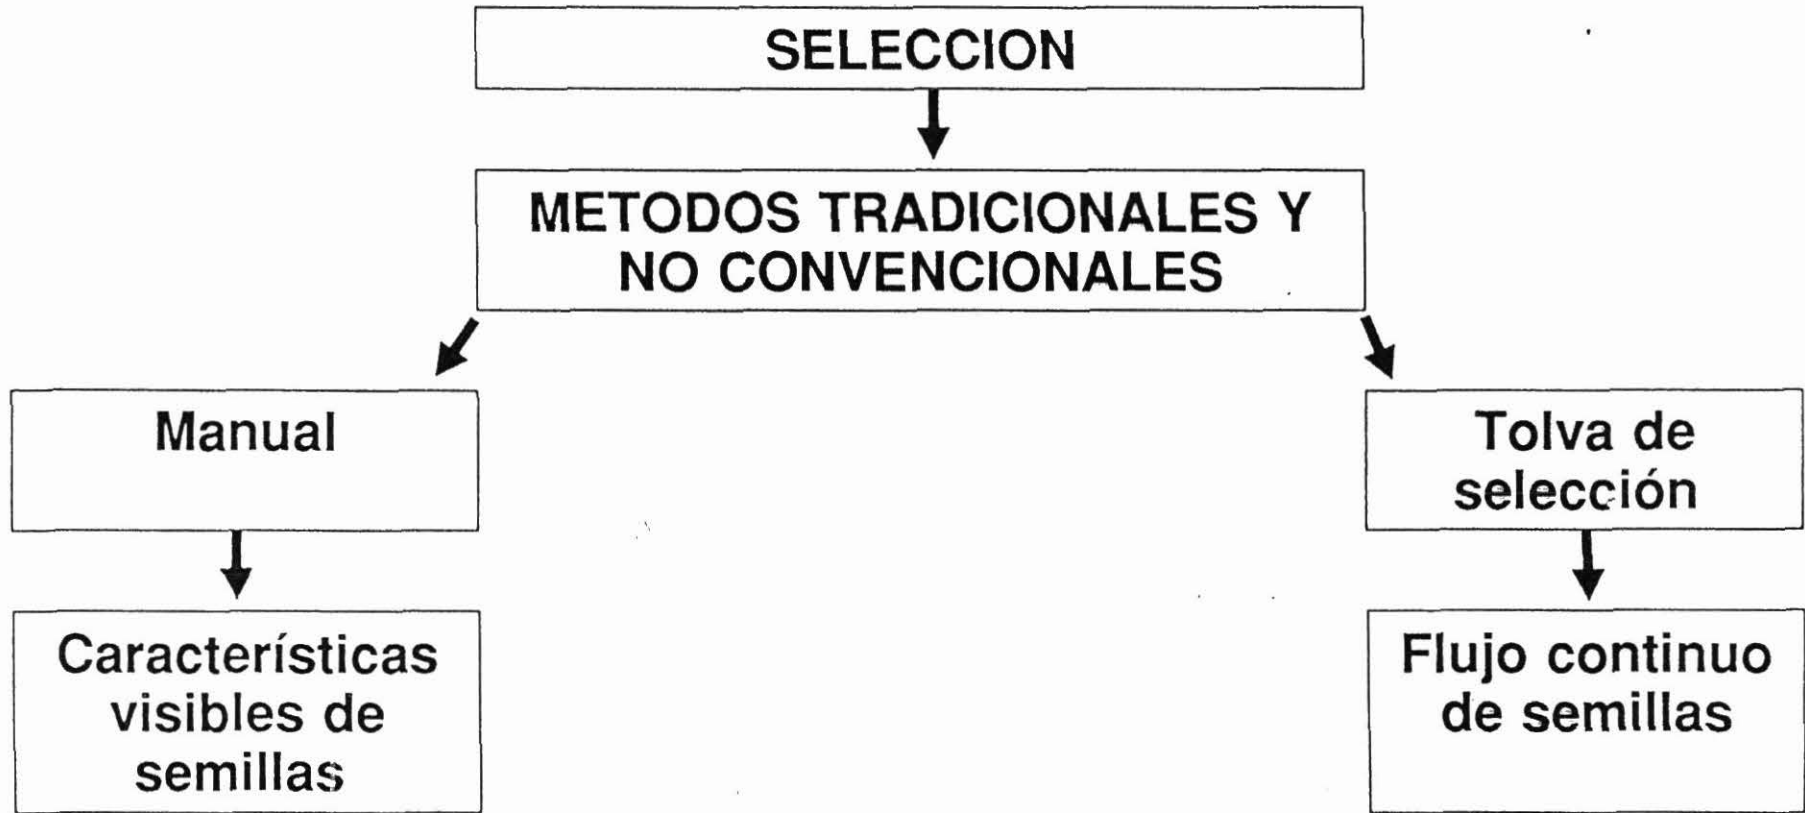 SELECCION
METODOS TRADICIONALES Y
NO CONVENCIONALES
Manual
Tolva de
selección
Características
visibles de
semillas
Flujo continuo
de semillas